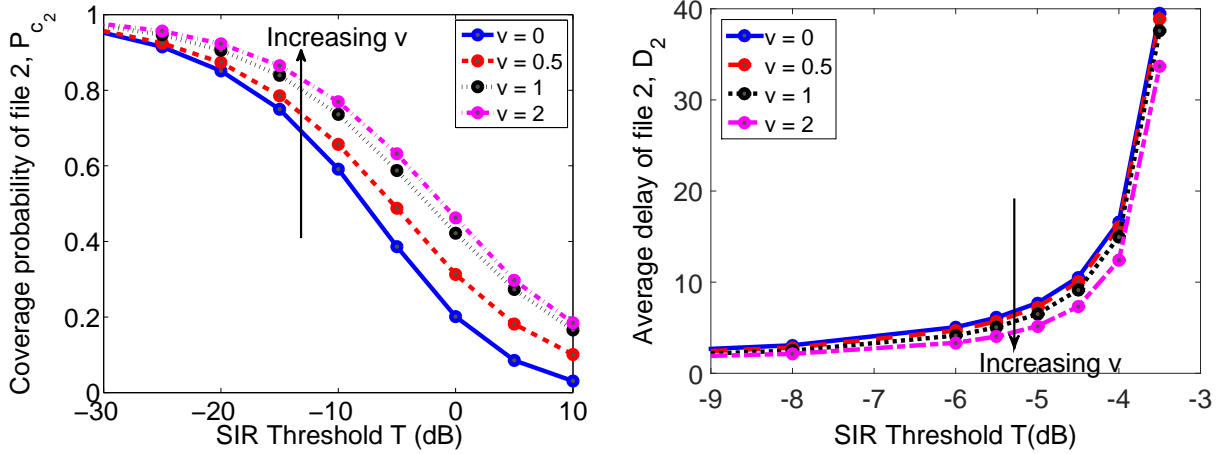 Coverage probability of file 2, P_c_2
1
0.8
0.6
0.4
0.2
0
−30
−20
−10
0
10
SIR Threshold T (dB)
Increasing v
v = 0
v = 0.5
v = 1
v = 2
Average delay of file 2, D_2
40
30
20
10
0
-9
-8
-7
-6
-5
-4
-3
SIR Threshold T(dB)
v = 0
v = 0.5
v = 1
v = 2
Increasing v